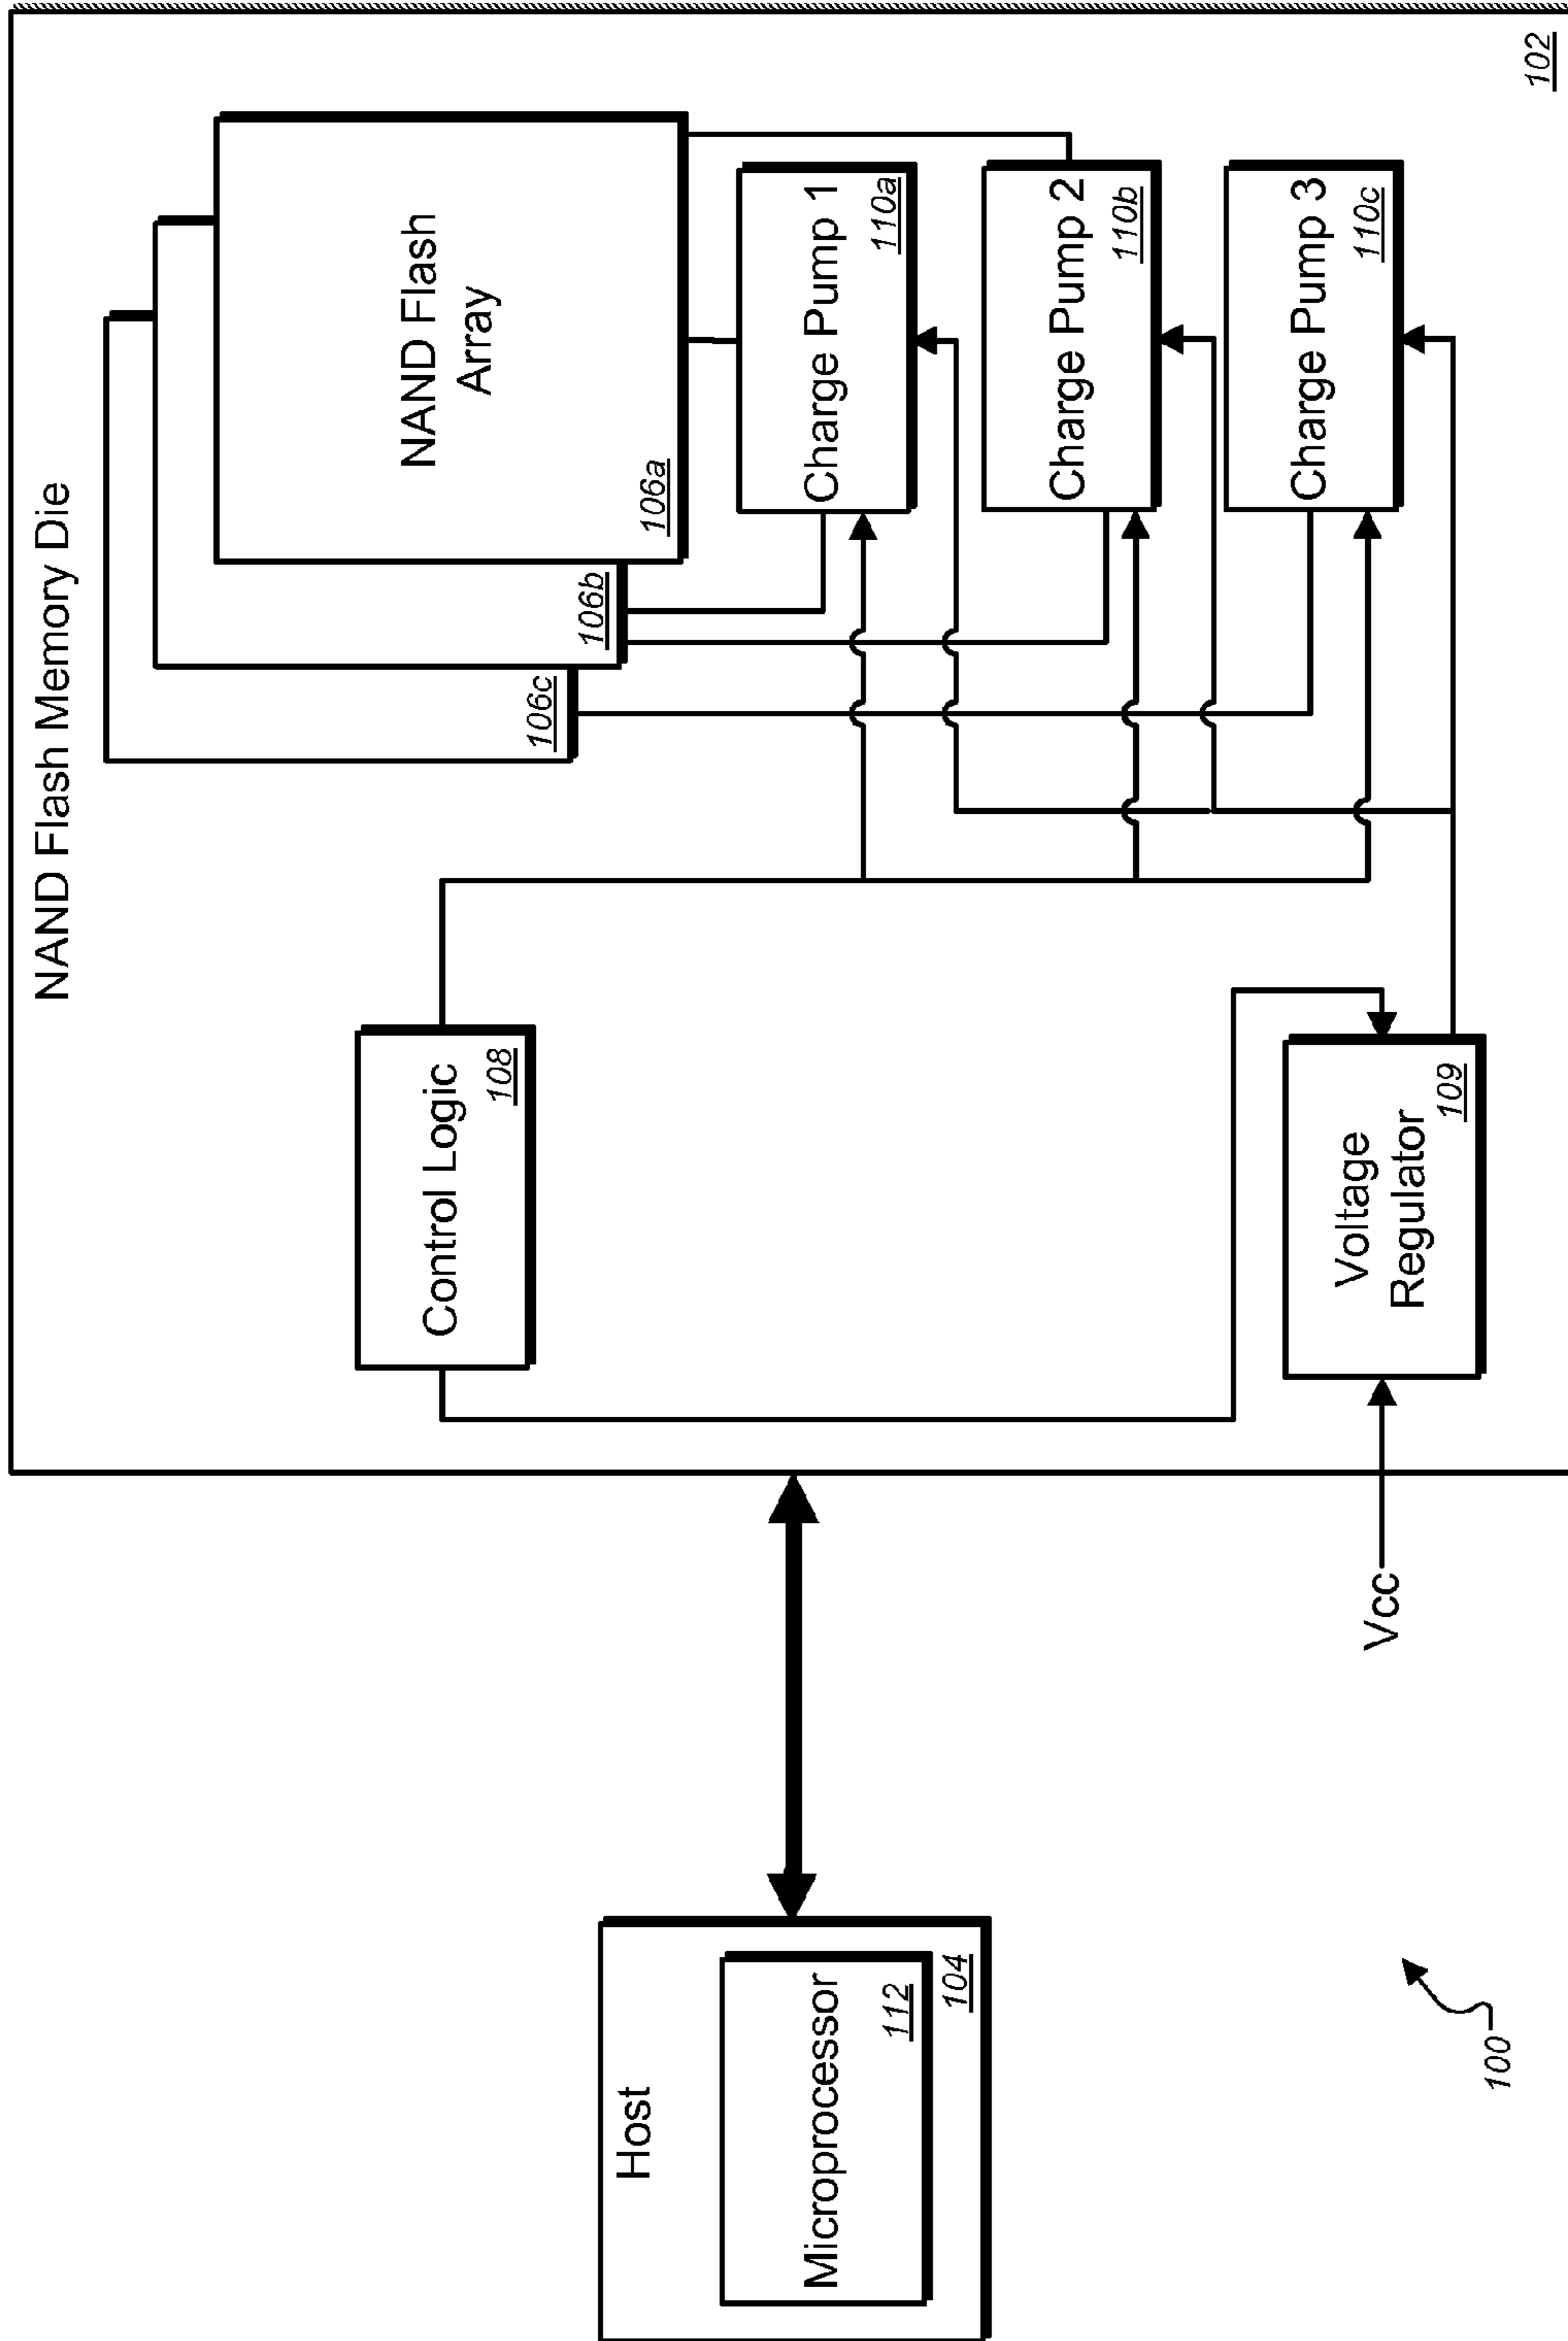 NAND Flash Memory Die
Host
Microprocessor
112
104
Control Logic
108
NAND Flash
Array
106a
106b
106c
Charge Pump 1
110a
Charge Pump 2
110b
Charge Pump 3
110c
Voltage
Regulator
109
Vcc
100
102